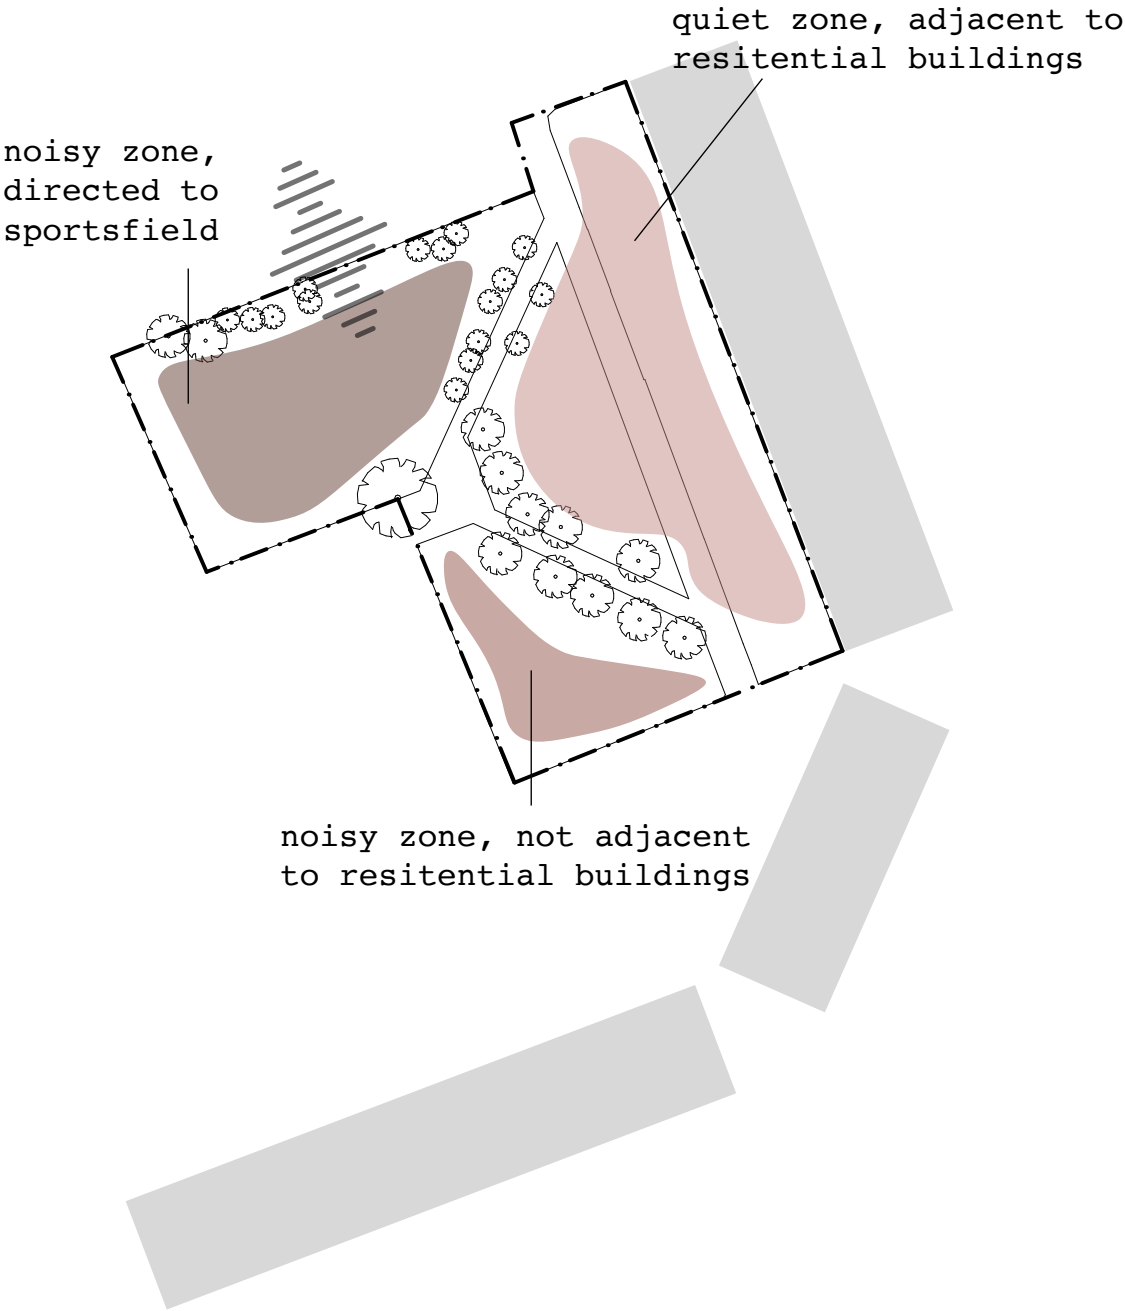 quiet zone, adjacent to
resitential buildings
noisy zone,
directed to
sportsfield
noisy zone, not adjacent
to resitential buildings